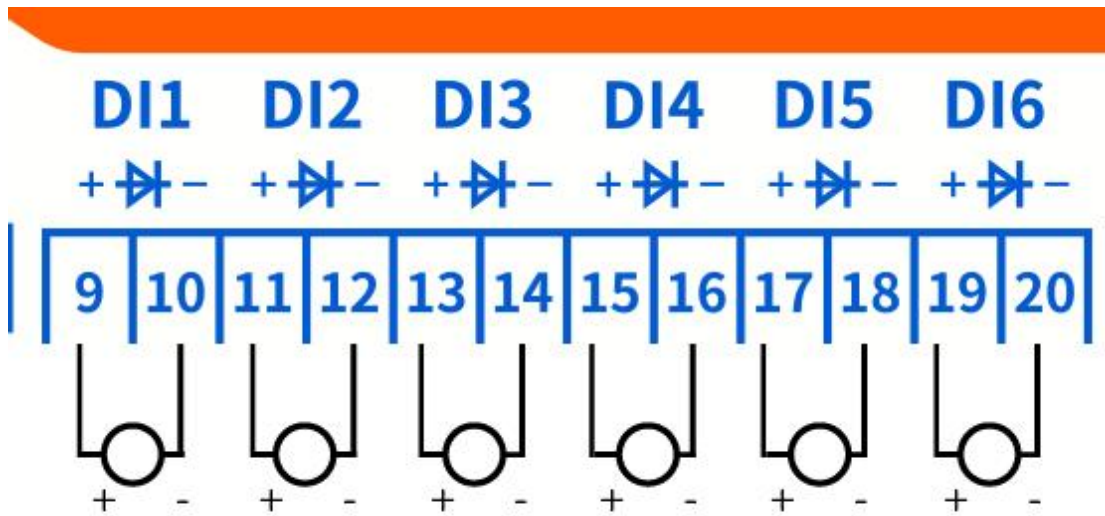 DI1 DI2 DI3 DI4 DI5 DI6
+ − + − + − + − + − + −
9 10 11 12 13 14 15 16 17 18 19 20
+ - + - + - + - + - + -